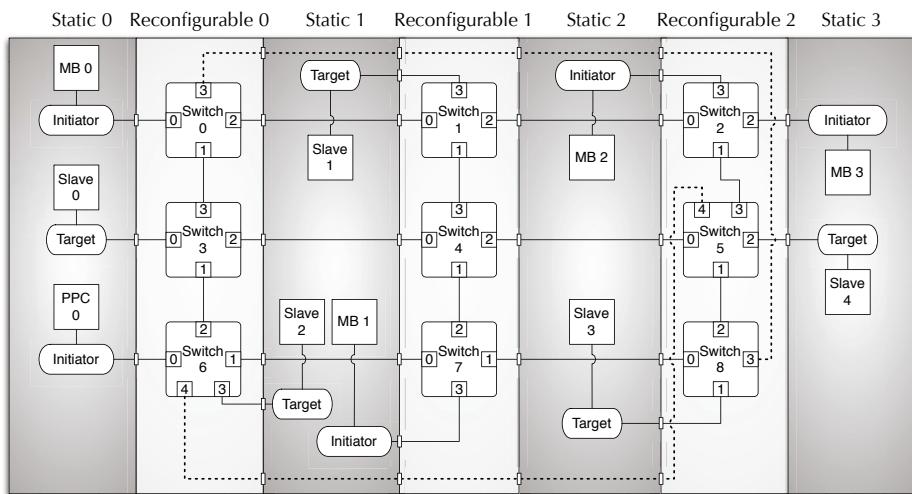 Static 0 Reconfigurable 0 Static 1 Reconfigurable 1 Static 2 Reconfigurable 2 Static 3
MB 0
Initiator
Slave
0
Target
PPC
0
Initiator
3
0 Switch 2
0
1
3
0 Switch 2
3
1
2
0 Switch 1
6
4 3
Target
Slave
1
Slave
2
MB 1
Target
Initiator
3
0 Switch 2
1
1
3
0 Switch 2
4
1
2
0 Switch 1
7
3
Initiator
MB 2
Slave
3
Target
3
0 Switch 2
2
1
4 3
0 Switch 2
5
1
2
0 Switch 3
8
1
Initiator
MB 3
Target
Slave
4